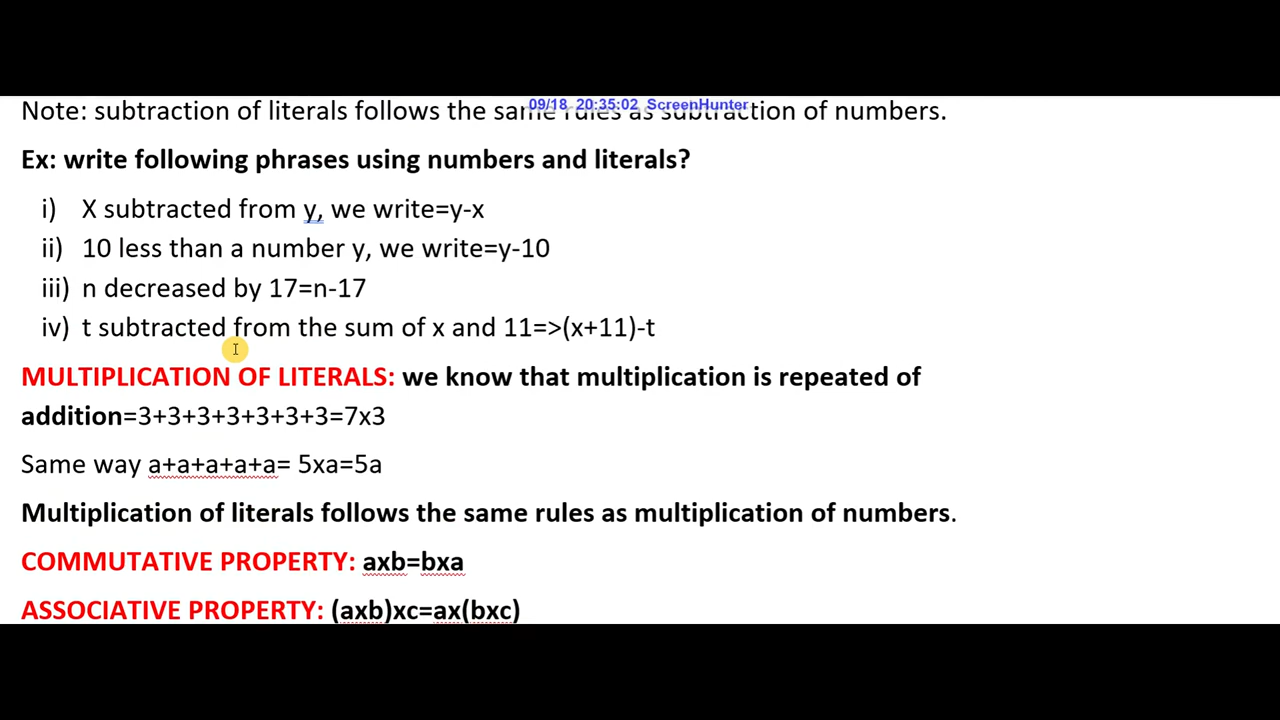 09/18 20:35:02 ScreenHunter
Note: subtraction of literals follows the same rules as subtraction of numbers.
Ex: write following phrases using numbers and literals?
i) X subtracted from y, we write=y-x
ii) 10 less than a number y, we write=y-10
iii) n decreased by 17=n-17
iv) t subtracted from the sum of x and 11=>(x+11)-t
MULTIPLICATION OF LITERALS: we know that multiplication is repeated of
addition=3+3+3+3+3+3+3=7x3
Same way a+a+a+a+a= 5xa=5a
Multiplication of literals follows the same rules as multiplication of numbers.
COMMUTATIVE PROPERTY: axb=bxa
ASSOCIATIVE PROPERTY: (axb)xc=ax(bxc)